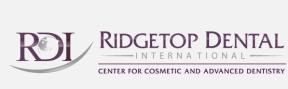 RDI
RIDGETOP DENTAL
INTERNATIONAL
CENTER FOR COSMETIC AND ADVANCED DENTISTRY